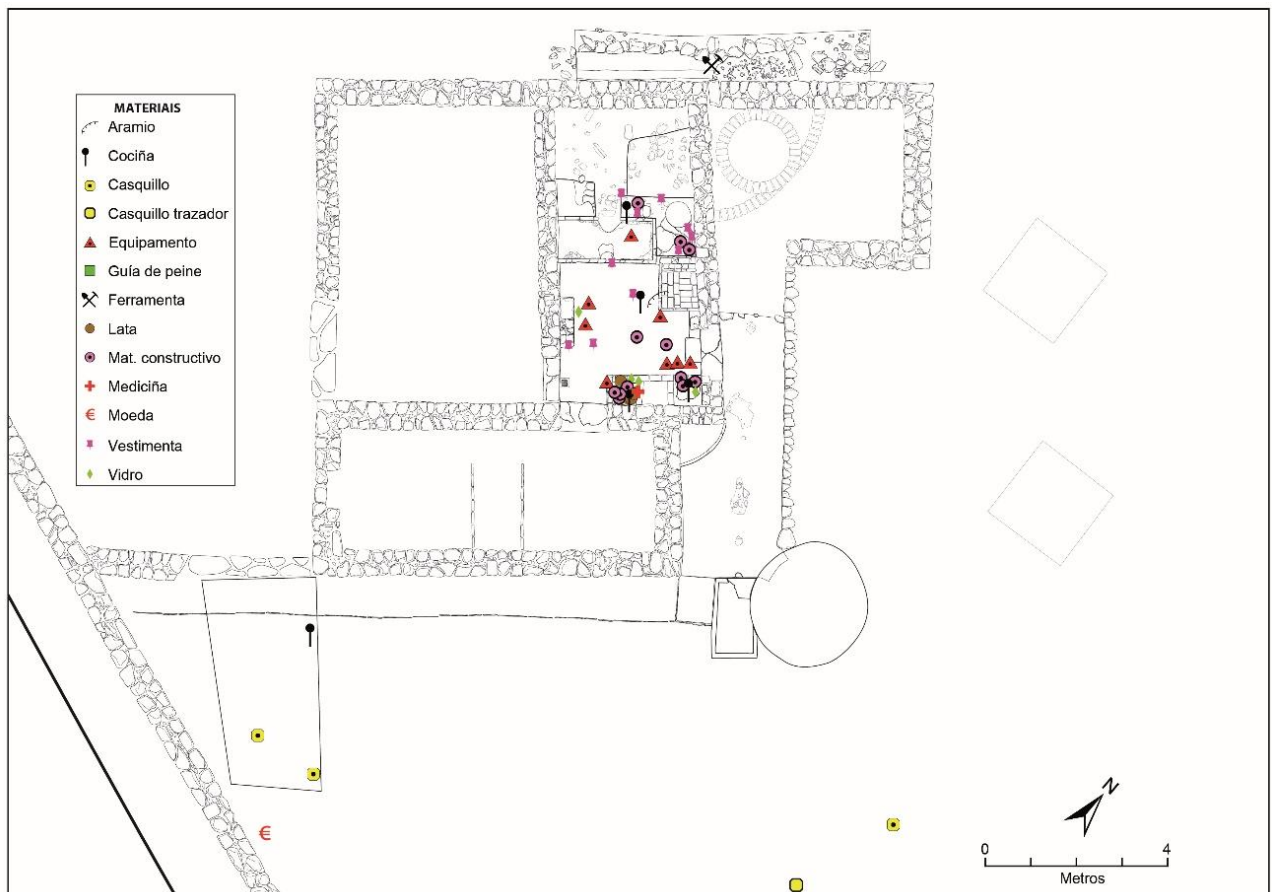 MATERIAIS
Aramio
Cociña
Casquillo
Casquillo trazador
Equipamento
Guía de peine
Ferramenta
Lata
Mat. constructivo
Mediciña
€ Moeda
Vestimenta
Vidro
€
N
0 4
Metros